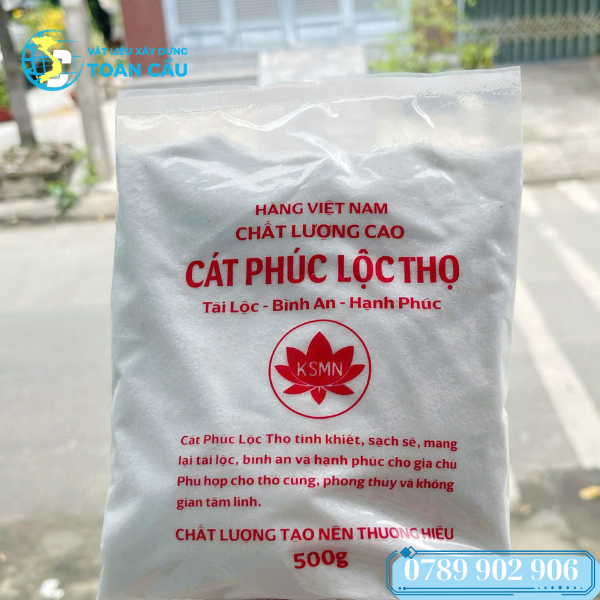 VẬT LIỆU XÂY DỰNG
TOÀN CẦU
HÀNG VIỆT NAM
CHẤT LƯỢNG CAO
CÁT PHÚC LỘC THỌ
Tài Lộc - Bình An - Hạnh Phúc
KSMN
Cát Phúc Lộc Thọ tinh khiết, sạch sẽ, mang
lại tài lộc, bình an và hạnh phúc cho gia chủ
Phù hợp cho thờ cúng, phong thủy và không
gian tâm linh.
CHẤT LƯỢNG TẠO NÊN THƯƠNG HIỆU
500g
0789 902 906